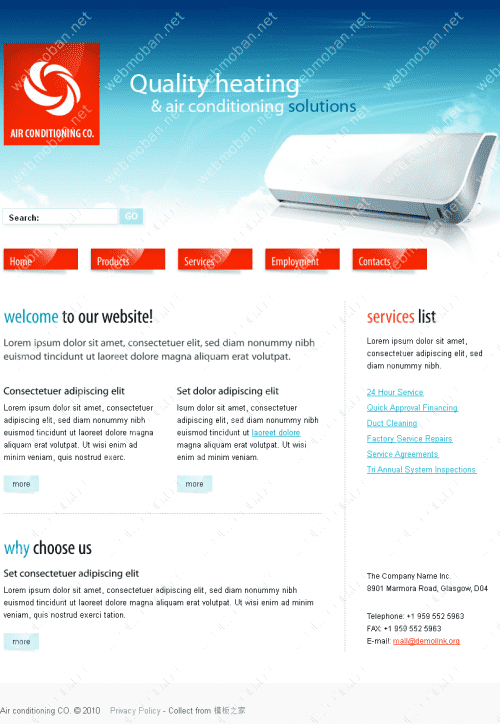 AIR CONDITIONING CO.
Quality heating
& air conditioning solutions
Search:
GO
Home
Products
Services
Employment
Contacts
welcome to our website!
Lorem ipsum dolor sit amet, consectetuer elit, sed diam nonummy nibh
euismod tincidunt ut laoreet dolore magna aliquam erat volutpat.
Consectetuer adipiscing elit
Lorem ipsum dolor sit amet, consectetuer
adipiscing elit, sed diam nonummy nibh
euismod tincidunt ut laoreet dolore magna
aliquam erat volutpat. Ut wisi enim ad
minim veniam, quis nostrud exerc.
more
Set dolor adipiscing elit
Isum dolor sit amet, consectetuer
adipiscing elit, sed diam nonummy nibh
euismod tincidunt ut laoreet dolore
magna aliquam erat volutpat. Ut wisi
enim ad minim veniam.
more
why choose us
Set consectetuer adipiscing elit
Lorem ipsum dolor sit amet, consectetuer adipiscing elit, sed diam nonummy nibh
euismod tincidunt ut laoreet dolore magna aliquam erat volutpat. Ut wisi enim ad minim
veniam, quis nostrud exerci tation.
more
services list
Lorem ipsum dolor sit amet,
consectetuer adipiscing elit, sed
diam nonummy nibh.
24 Hour Service
Quick Approval Financing
Duct Cleaning
Factory Service Repairs
Service Agreements
Tri Annual System Inspections
The Company Name Inc.
8901 Marmora Road, Glasgow, D04
Telephone: +1 959 552 5963
FAX: +1 959 552 5963
E-mail: mail@demolink.org
Air conditioning CO. © 2010 Privacy Policy - Collect from 模板之家
webmoban.net